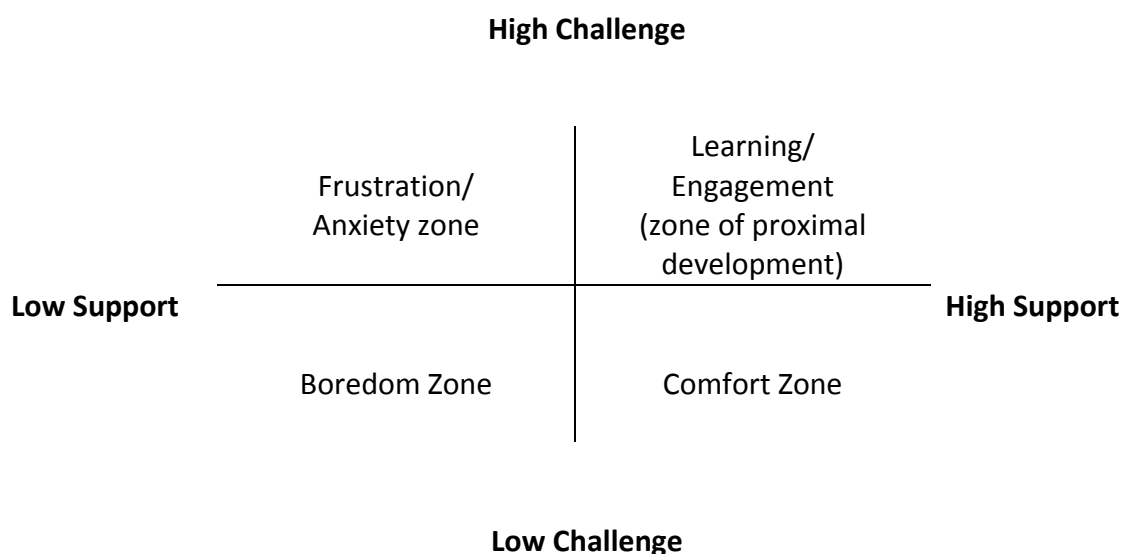 High Challenge
Frustration/
Anxiety zone
Learning/
Engagement
(zone of proximal
development)
Low Support
High Support
Boredom Zone
Comfort Zone
Low Challenge